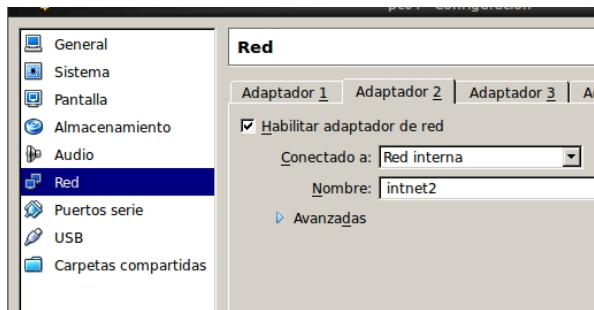 General
Sistema
Pantalla
Almacenamiento
Audio
Red
Puertos serie
USB
Carpetas compartidas
Red
Adaptador 1 Adaptador 2 Adaptador 3
Habilitar adaptador de red
Conectado a: Red interna
Nombre: intnet2
Avanzadas